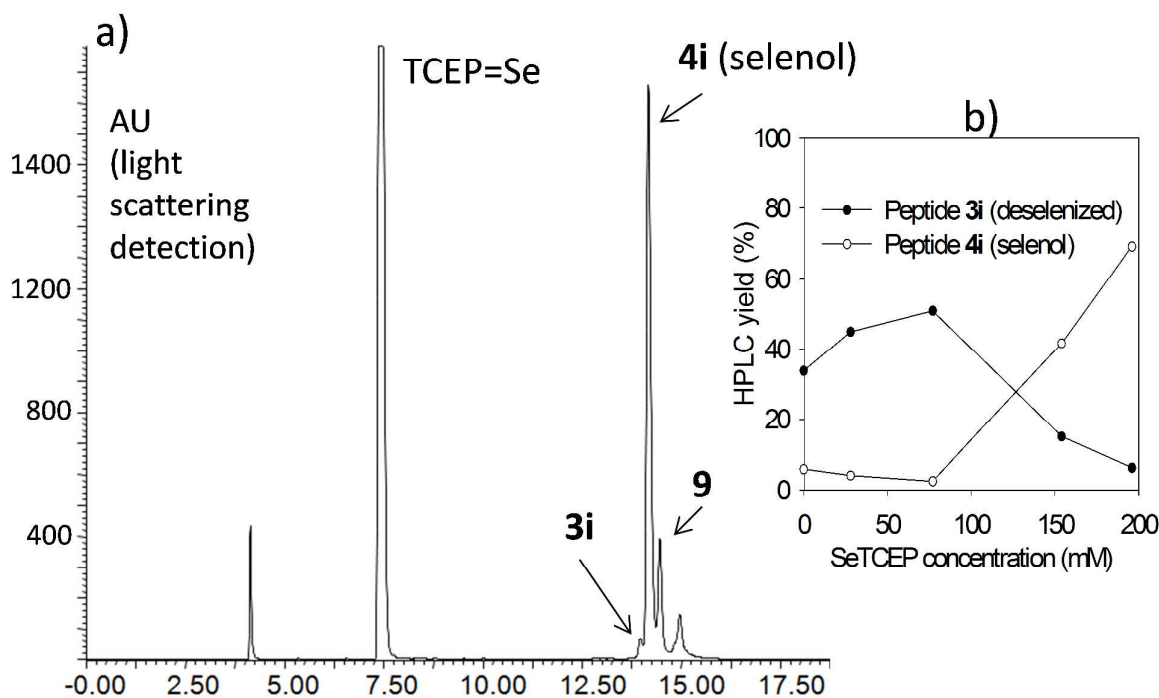 a)
TCEP=Se
4i (selenol)
AU
(light
scattering
detection)
1400
1200
800
400
3i
9
-0.00 2.50 5.00 7.50 10.00 12.50 15.00 17.50
b)
100
80
60
40
20
0
HPLC yield (%)
Peptide 3i (deselenized)
Peptide 4i (selenol)
0 50 100 150 200
SeTCEP concentration (mM)